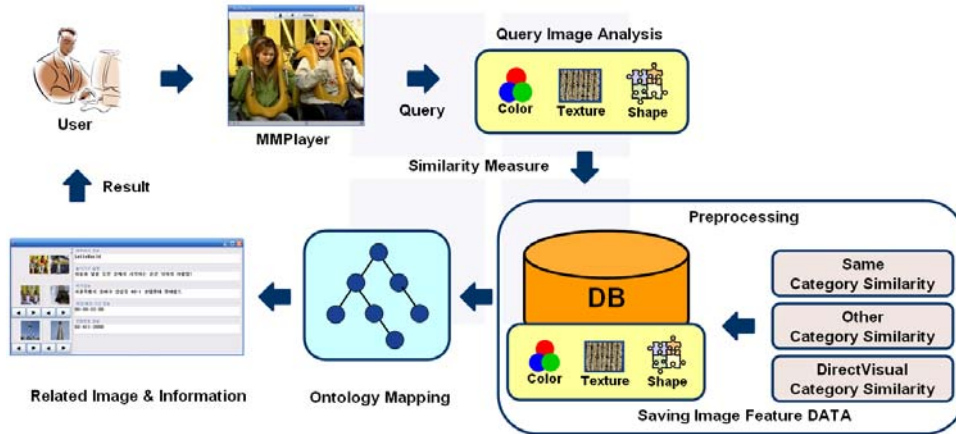 Query Image Analysis
Color
Texture
Shape
User
MMPlayer
Query
Similarity Measure
Result
Preprocessing
DB
Same
Category Similarity
Other
Category Similarity
DirectVisual
Category Similarity
Color
Texture
Shape
Related Image & Information
Ontology Mapping
Saving Image Feature DATA